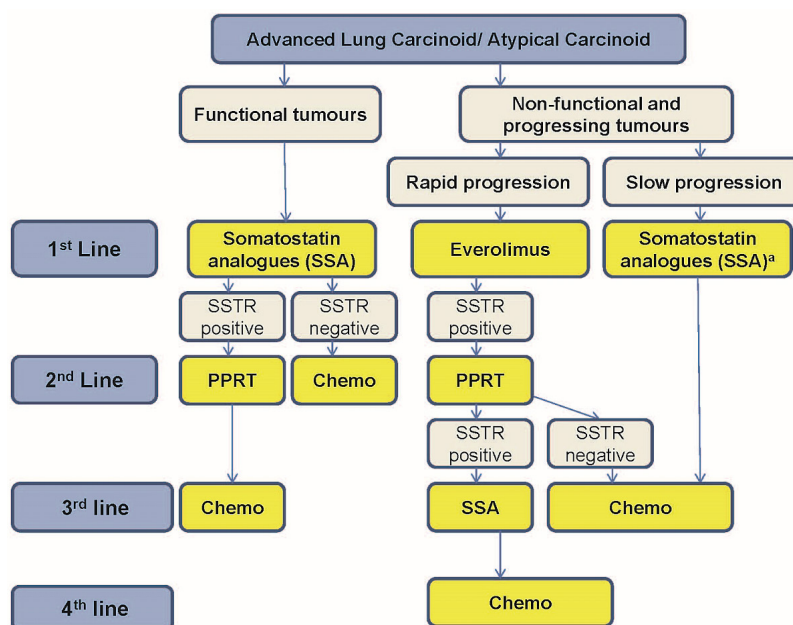 Advanced Lung Carcinoid/ Atypical Carcinoid
Functional tumours
Non-functional and
progressing tumours
Rapid progression
Slow progression
1st Line
Somatostatin
analogues (SSA)
Everolimus
Somatostatin
analogues (SSA)a
SSTR
positive
SSTR
negative
SSTR
positive
2nd Line
PPRT
Chemo
PPRT
SSTR
positive
SSTR
negative
3rd line
Chemo
SSA
Chemo
4th line
Chemo